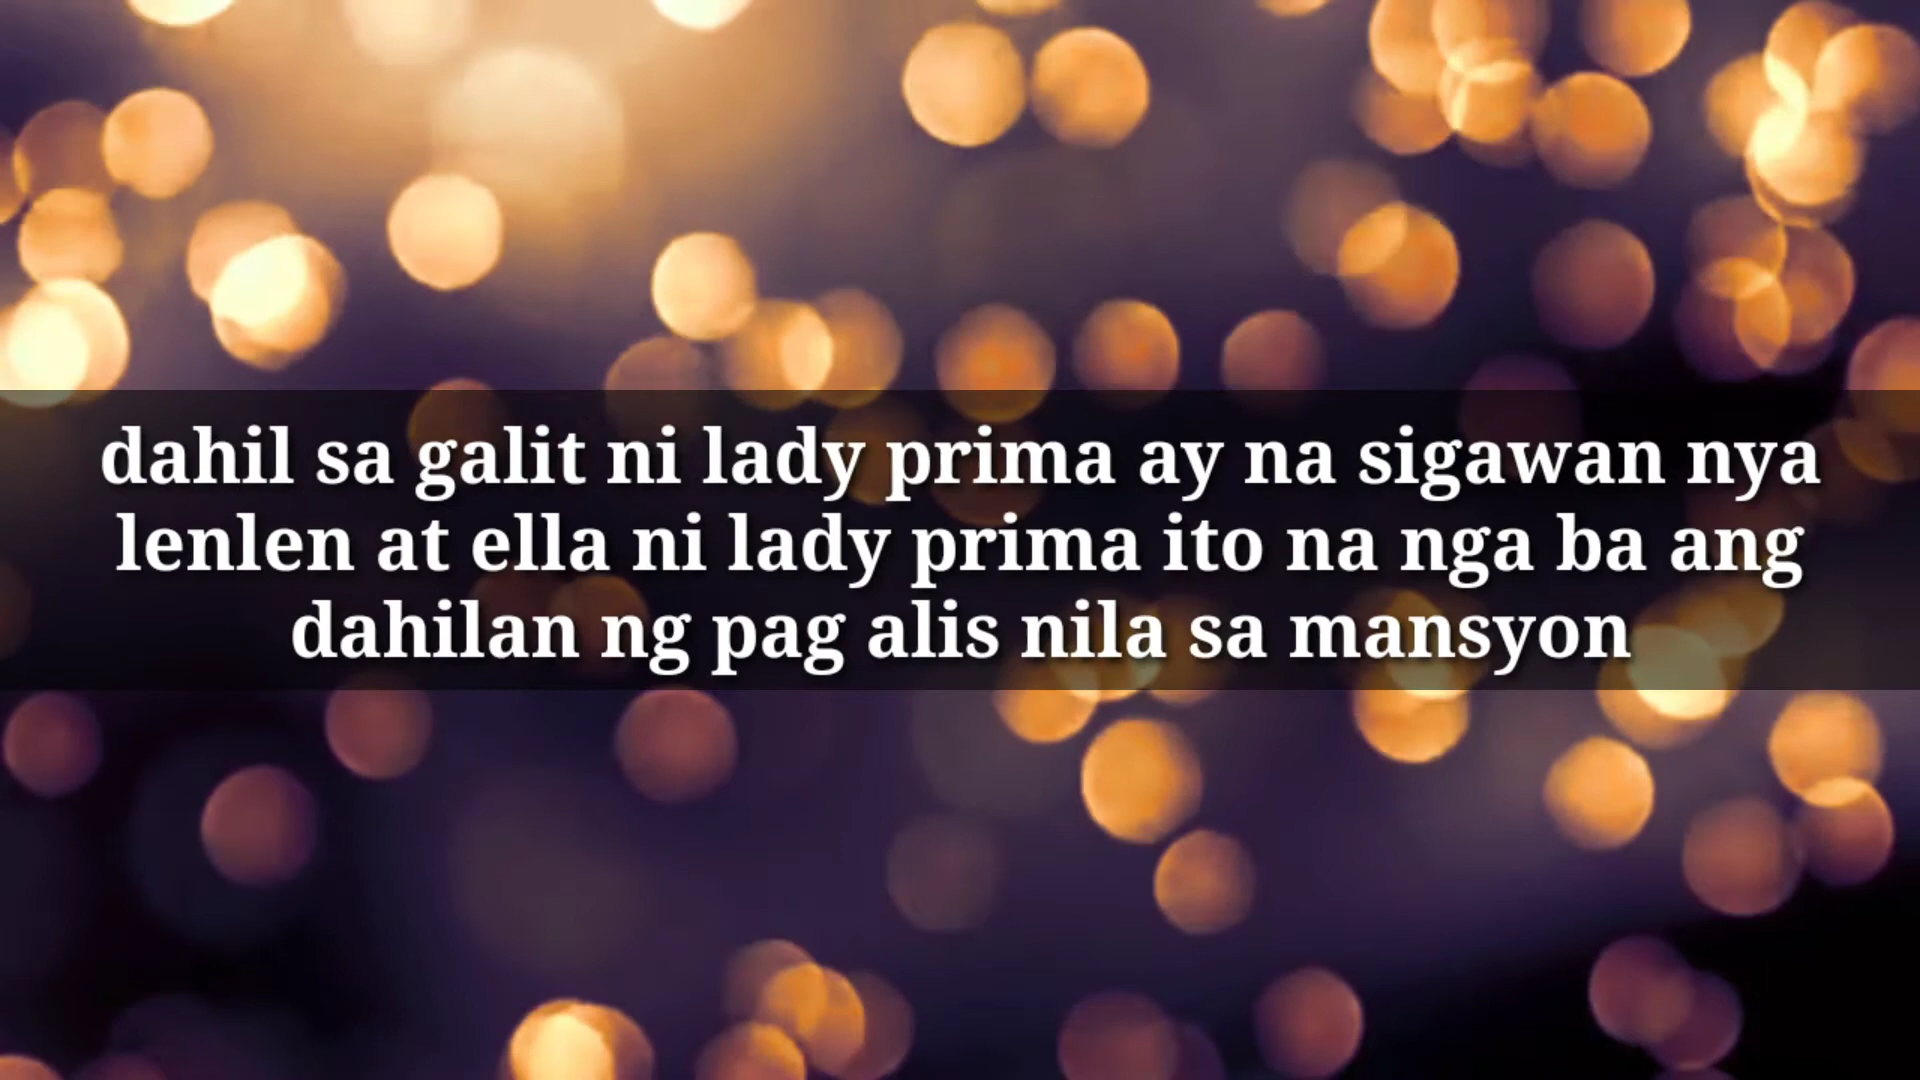 dahil sa galit ni lady prima ay na sigawan nya
lenlen at ella ni lady prima ito na nga ba ang
dahilan ng pag alis nila sa mansyon